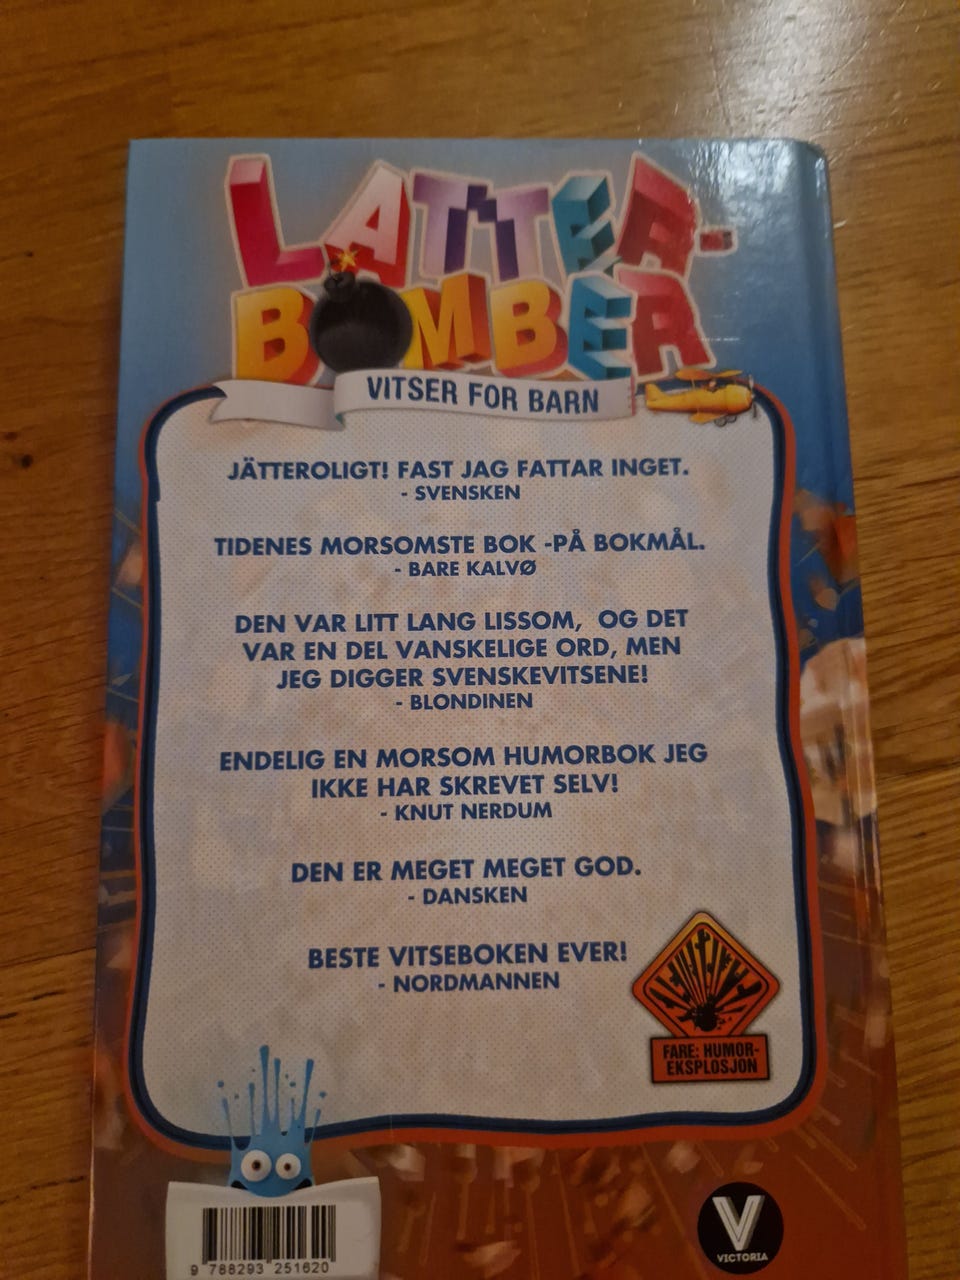 LATTER-
BOMBER
VITSER FOR BARN
JÄTTEROLIGT! FAST JAG FATTAR INGET.
- SVENSKEN
TIDENES MORSOMSTE BOK -PÅ BOKMÅL.
- BARE KALVØ
DEN VAR LITT LANG LISSOM, OG DET
VAR EN DEL VANSKELIGE ORD, MEN
JEG DIGGER SVENSKEVITSENE!
- BLONDINEN
ENDELIG EN MORSOM HUMORBOK JEG
IKKE HAR SKREVET SELV!
- KNUT NERDUM
DEN ER MEGET MEGET GOD.
- DANSKEN
BESTE VITSEBOKEN EVER!
- NORDMANNEN
FARE: HUMOR-
EKSPLOSJON
9 788293 251620
V
VICTORIA